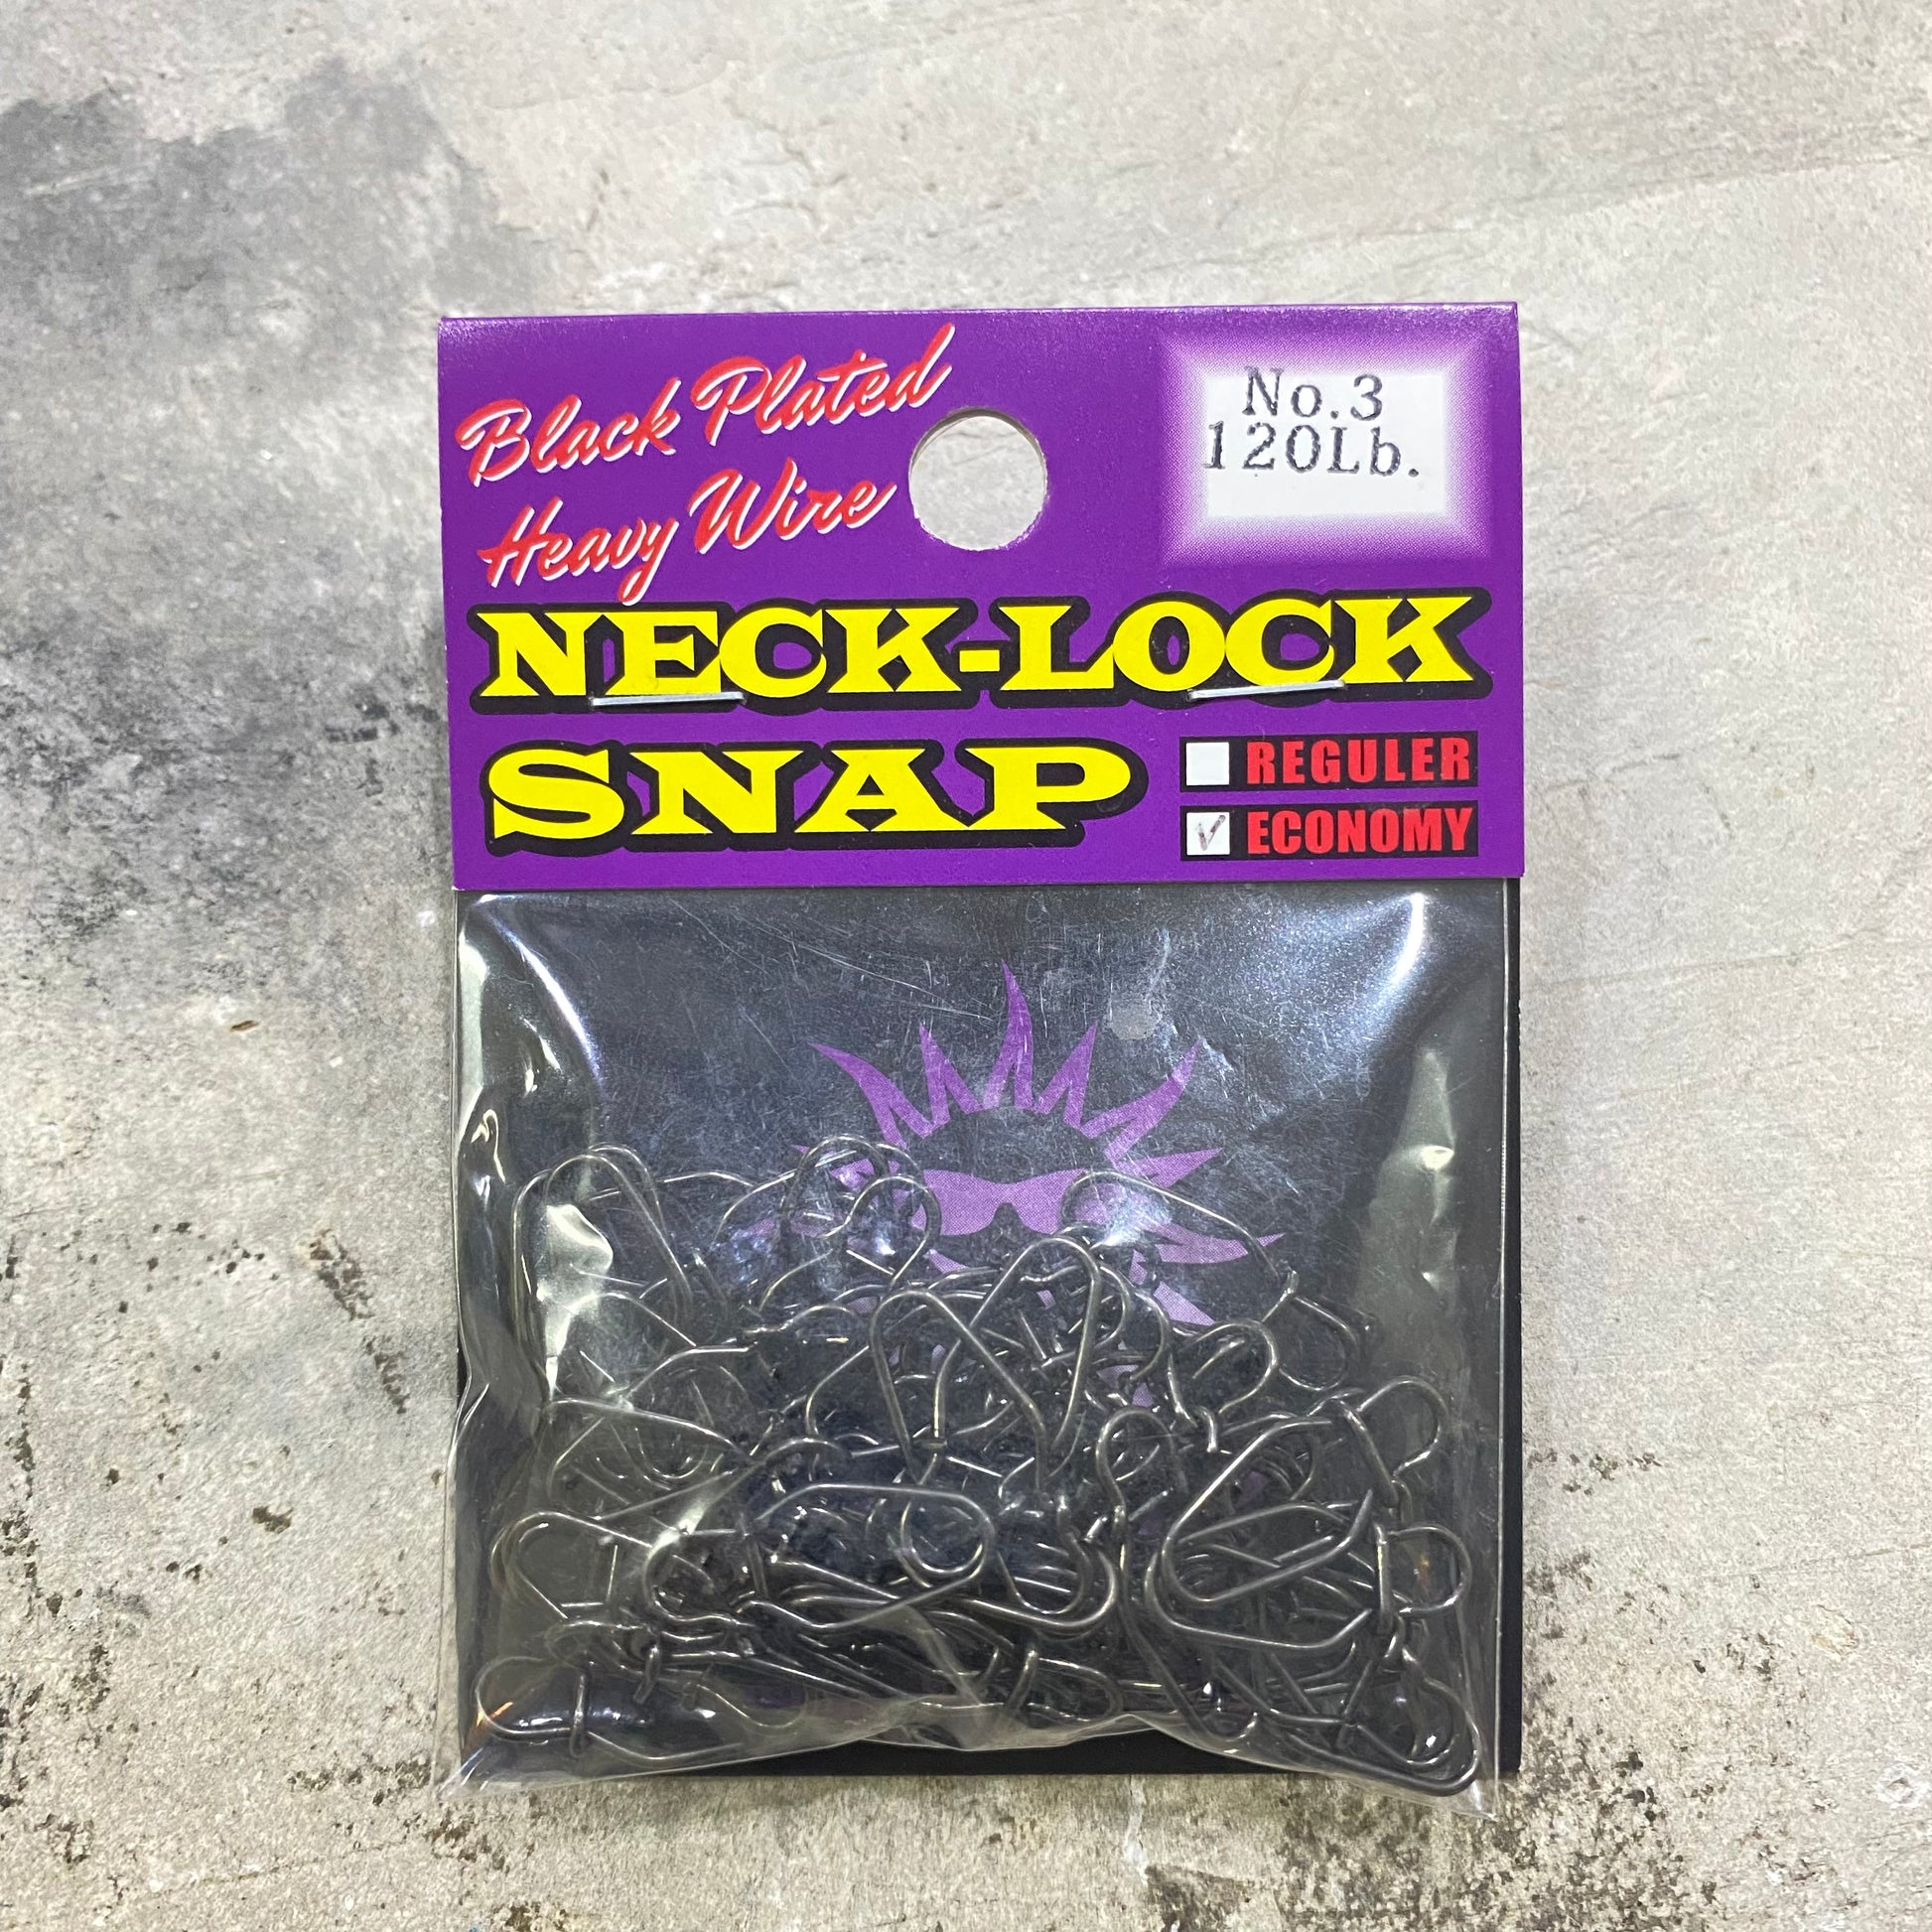 Black Plated
Heavy Wire
No.3
120Lb.
NECK-LOCK
SNAP
REGULER
ECONOMY